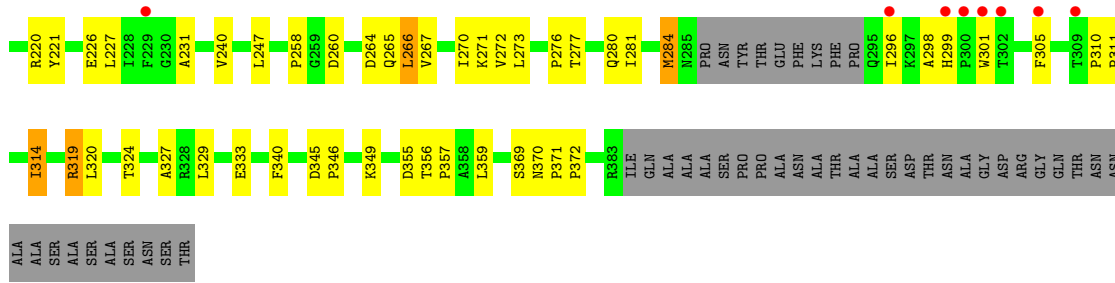 R220 Y221 E226 L227 I228 F229 G230 A231 V240 L247 P258 G259 D260 D264 Q265 L266 V267 I270 K271 V272 L273 P276 T277 Q280 I281 M284 N285 PRO ASN TYR THR GLU PHE LYS PHE PRO Q295 I296 K297 A298 H299 P300 W301 T302 F305 T309 P310
I314 R319 L320 T324 A327 R328 L329 E333 F340 D345 P346 K349 D355 T356 P357 A358 L359 S369 N370 P371 P372 R383 ILE GLN ALA ALA ALA SER PRO PRO ALA ASN ALA THR ALA ALA SER ASP THR ASN ALA GLY ASP ARG GLY GLN THR ASN ASN
ALA ALA SER ALA SER ALA SER ASN SER THR